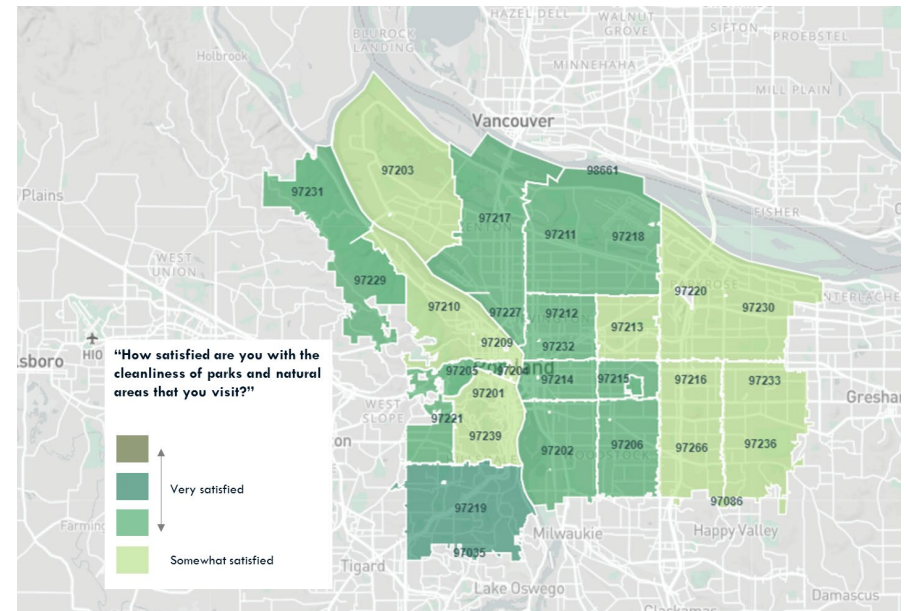 HAZEL DELL
WALNUT
GROVE
SIFTON
PROEBSTEL
BLUROCK
LANDING
Holbrook
MINNEHAHA
MILL PLAIN
Vancouver
97203
98661
97231
Plains
FISHER
97217
97211
97218
WEST
UNION
97229
97220
97230
97210
97227
97212
97213
97209
97232
lsboro
HIO
97205
97214
97215
97216
97233
97201
Gresha
WEST
SLOPE
97221
97239
97202
97206
97266
97236
97219
97086
Milwaukie
Happy Valley
97035
Tigard
Lake Oswego
Damascus
“How satisfied are you with the
cleanliness of parks and natural
areas that you visit?”
Very satisfied
Somewhat satisfied